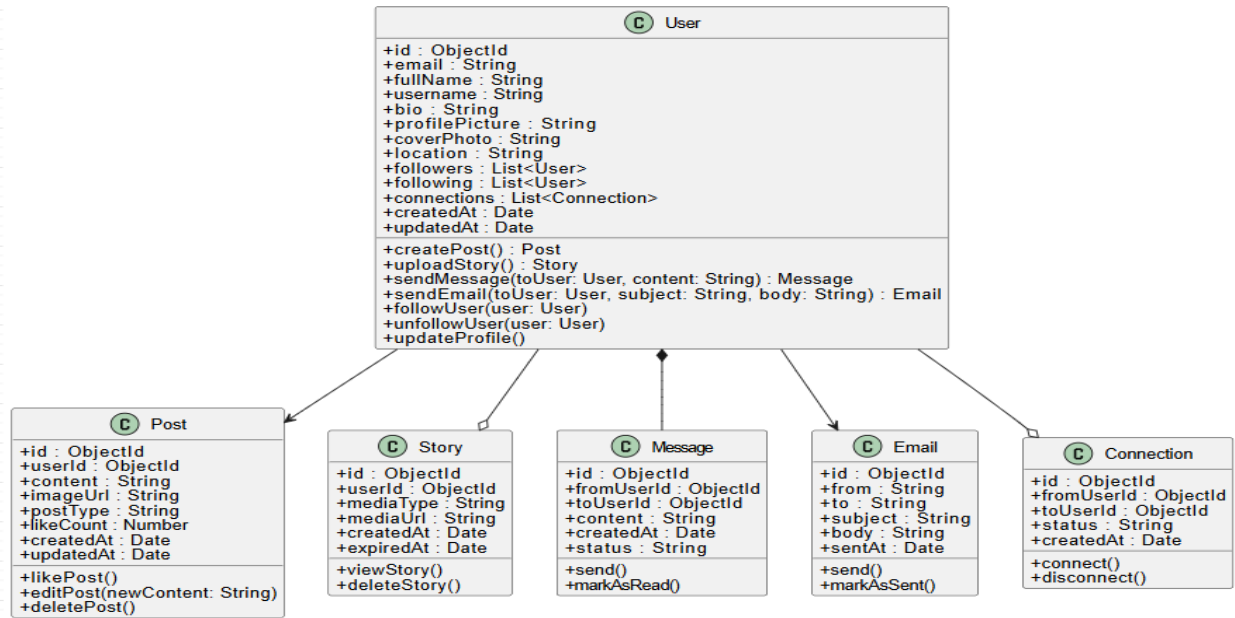 C User
+id : ObjectId
+email : String
+fullName : String
+username : String
+bio : String
+profilePicture : String
+coverPhoto : String
+location : String
+followers : List<User>
+following : List<User>
+connections : List<Connection>
+createdAt : Date
+updatedAt : Date
+createPost() : Post
+uploadStory() : Story
+sendMessage(toUser: User, content: String) : Message
+sendEmail(toUser: User, subject: String, body: String) : Email
+followUser(user: User)
+unfollowUser(user: User)
+updateProfile()
C Post
+id : ObjectId
+userId : ObjectId
+content : String
+imageUrl : String
+postType : String
+likeCount : Number
+createdAt : Date
+updatedAt : Date
+likePost()
+editPost(newContent: String)
+deletePost()
C Story
+id : ObjectId
+userId : ObjectId
+mediaType : String
+mediaUrl : String
+createdAt : Date
+expiredAt : Date
+viewStory()
+deleteStory()
C Message
+id : ObjectId
+fromUserId : ObjectId
+toUserId : ObjectId
+content : String
+createdAt : Date
+status : String
+send()
+markAsRead()
C Email
+id : ObjectId
+from : String
+to : String
+subject : String
+body : String
+sentAt : Date
+send()
+markAsSent()
C Connection
+id : ObjectId
+fromUserId : ObjectId
+toUserId : ObjectId
+status : String
+createdAt : Date
+connect()
+disconnect()